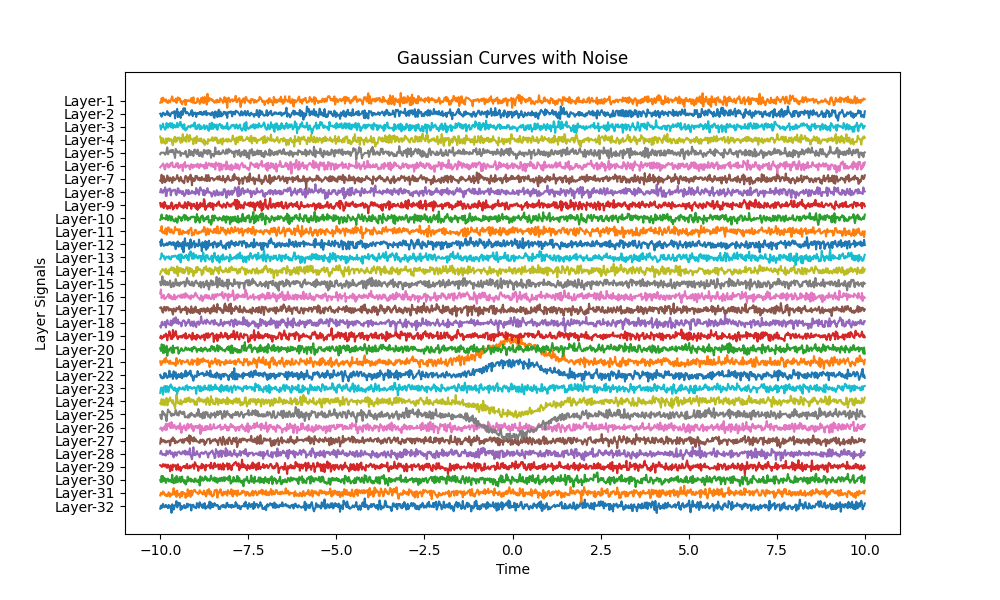 Gaussian Curves with Noise
Layer-1
Layer-2
Layer-3
Layer-4
Layer-5
Layer-6
Layer-7
Layer-8
Layer-9
Layer-10
Layer-11
Layer-12
Layer-13
Layer-14
Layer-15
Layer-16
Layer-17
Layer-18
Layer-19
Layer-20
Layer-21
Layer-22
Layer-23
Layer-24
Layer-25
Layer-26
Layer-27
Layer-28
Layer-29
Layer-30
Layer-31
Layer-32
Layer Signals
−10.0 −7.5 −5.0 −2.5 0.0 2.5 5.0 7.5 10.0
Time